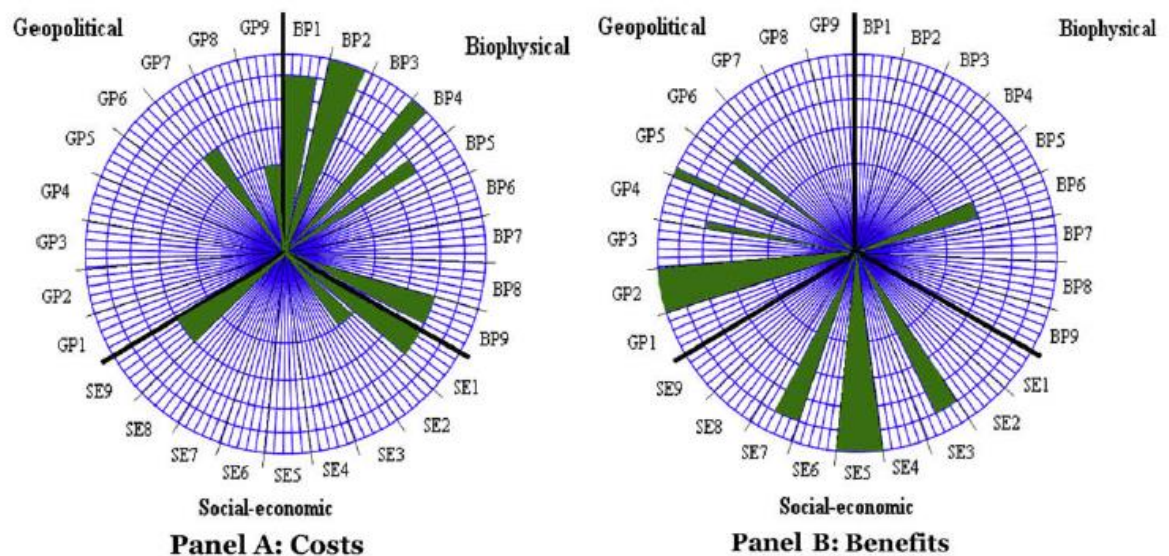 Geopolitical
GP9
BP1
GP8
BP2
Biophysical
GP7
BP3
GP6
BP4
GP5
BP5
GP4
BP6
GP3
BP7
GP2
BP8
GP1
BP9
SE9
SE1
SE8
SE2
SE7
SE3
SE6
SE5
SE4
Social-economic
Panel A: Costs
Geopolitical
GP9
BP1
GP8
BP2
Biophysical
GP7
BP3
GP6
BP4
GP5
BP5
GP4
BP6
GP3
BP7
GP2
BP8
GP1
BP9
SE9
SE1
SE8
SE2
SE7
SE3
SE6
SE5
SE4
Social-economic
Panel B: Benefits